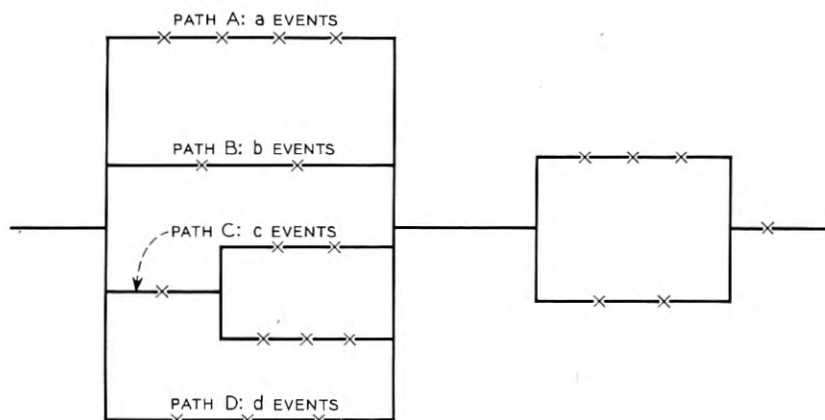 PATH A: a EVENTS
PATH B: b EVENTS
PATH C: c EVENTS
PATH D: d EVENTS